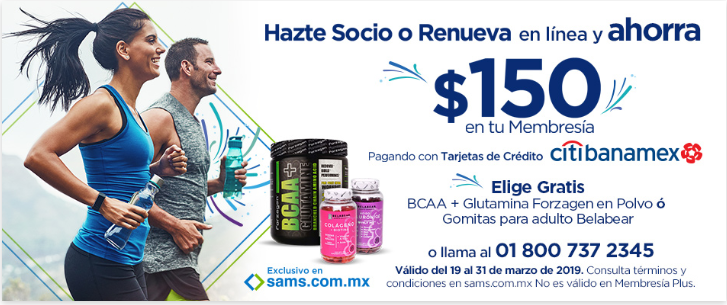 Hazte Socio o Renueva en línea y ahorra
$150
en tu Membresía
Pagando con Tarjetas de Crédito citibanamex
Elige Gratis
BCAA + Glutamina Forzagen en Polvo ó
Gomitas para adulto Belabear
o llama al 01 800 737 2345
Válido del 19 al 31 de marzo de 2019. Consulta términos y
condiciones en sams.com.mx No es válido en Membresía Plus.
Exclusivo en
sams.com.mx
BCAA+
GLUTAMINE
COLÁGENO